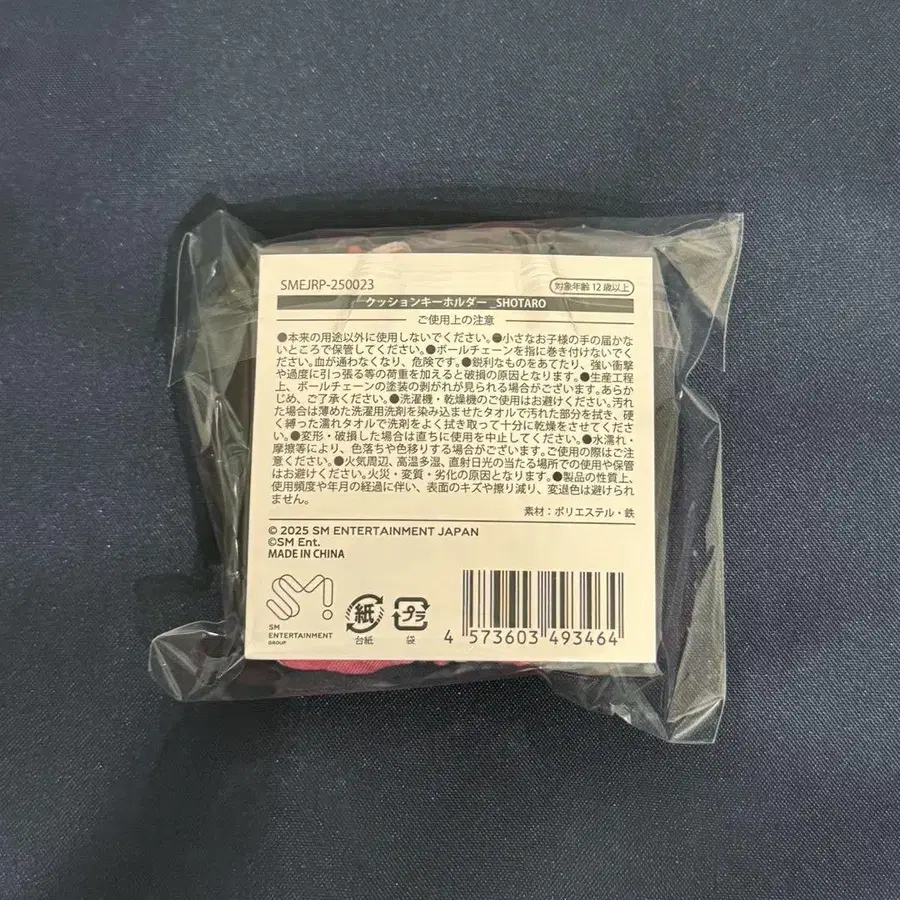 SMEJRP-250023
対象年齢12歳以上
クッションキーホルダー_SHOTARO
ご使用上の注意
●本来の用途以外に使用しないでください。●小さなお子様の手の届かな
いところで保管してください。●ボールチェーンを指に巻き付けないでく
ださい。血が通わなくなり、危険です。●鋭利なものをあてたり、強い衝撃
や過度に引っ張る等の荷重を加えると破損の原因となります。●生産工程
上、ボールチェーンの塗装の剥がれが見られる場合がございます。あらか
じめ、ご了承ください。●洗濯機・乾燥機のご使用はお避けください。汚れ
た場合は薄めた洗濯用洗剤を染み込ませたタオルで汚れた部分を拭き、硬
く縛った濡れタオルで洗剤をよく拭き取って十分に乾燥をさせてくださ
い。●変形・破損した場合は直ちに使用を中止してください。●水濡れ・
摩擦等により、色落ちや色移りする場合がございます。ご使用の際はご注
意ください。●火気周辺、高温多湿、直射日光の当たる場所での使用や保管
はお避けください。火災・変質・劣化の原因となります。●製品の性質上、
使用頻度や年月の経過に伴い、表面のキズや擦り減り、変退色は避けられ
ません。
素材：ポリエステル・鉄
© 2025 SM ENTERTAINMENT JAPAN
©SM Ent.
MADE IN CHINA
SM
ENTERTAINMENT
GROUP
紙
台紙
プラ
袋
4 573603 493464